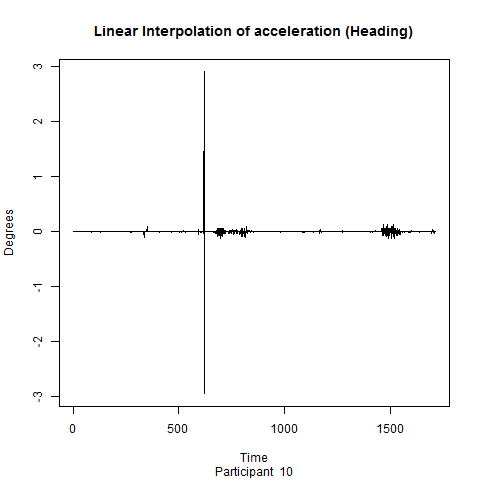 Linear Interpolation of acceleration (Heading)
3
2
1
0
-1
-2
-3
Degrees
0 500 1000 1500
Time
Participant 10